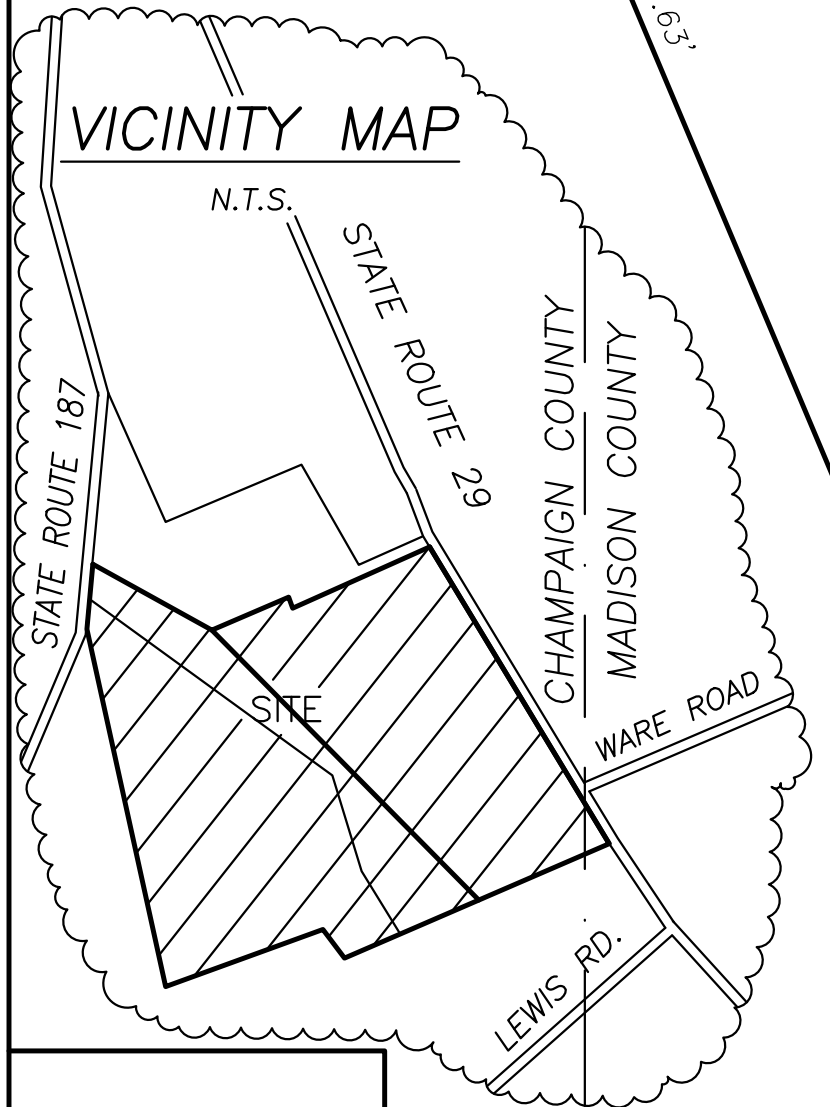 .63'
VICINITY MAP
N.T.S.
STATE ROUTE 29
CHAMPAIGN COUNTY
MADISON COUNTY
STATE ROUTE 187
SITE
WARE ROAD
LEWIS RD.